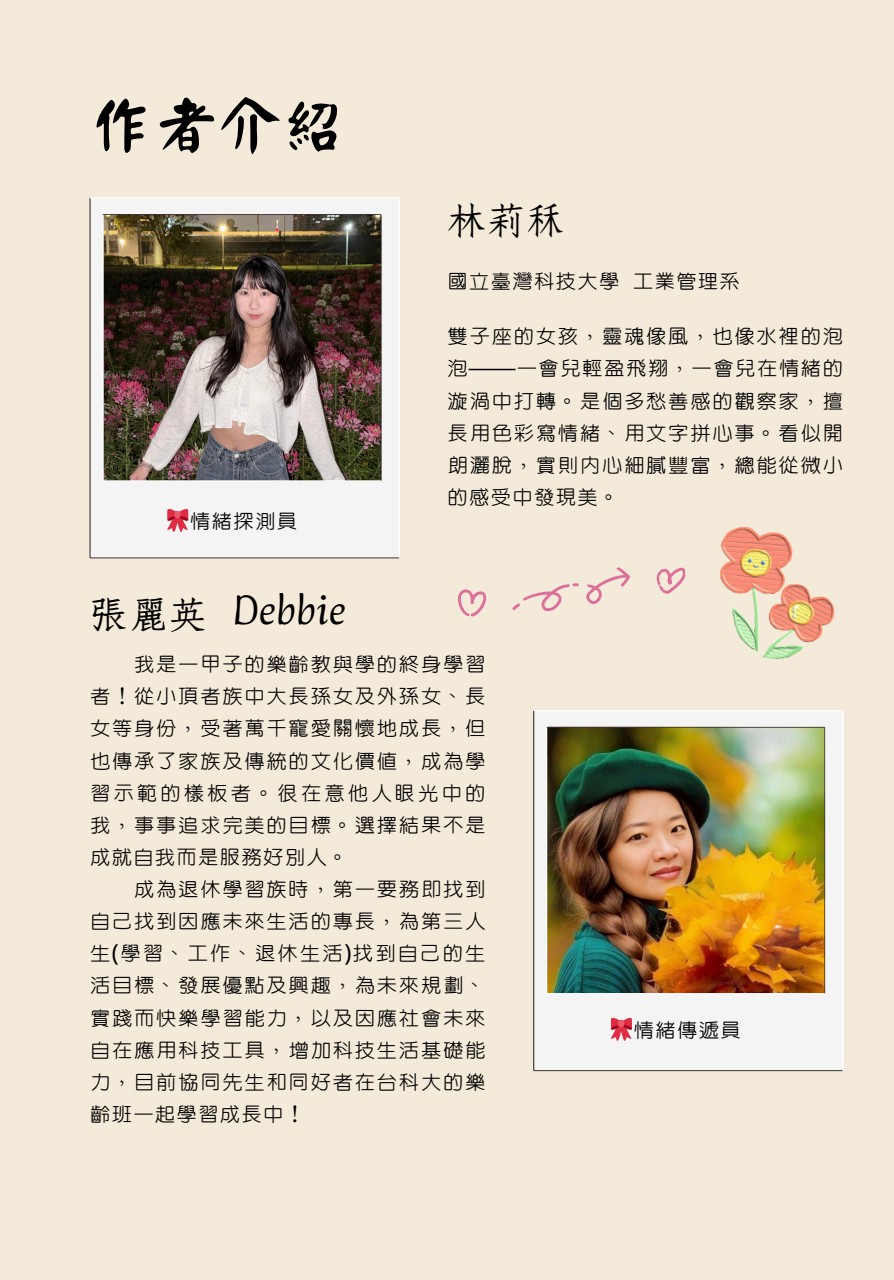 作者介紹
林莉秝
國立臺灣科技大學 工業管理系
雙子座的女孩，靈魂像風，也像水裡的泡
泡——一會兒輕盈飛翔，一會兒在情緒的
漩渦中打轉。是個多愁善感的觀察家，擅
長用色彩寫情緒、用文字拼心事。看似開
朗灑脫，實則內心細膩豐富，總能從微小
的感受中發現美。
🎀情緒探測員
張麗英 Debbie
我是一甲子的樂齡教與學的終身學習
者！從小頂者族中大長孫女及外孫女、長
女等身份，受著萬千寵愛關懷地成長，但
也傳承了家族及傳統的文化價值，成為學
習示範的樣板者。很在意他人眼光中的
我，事事追求完美的目標。選擇結果不是
成就自我而是服務好別人。
成為退休學習族時，第一要務即找到
自己找到因應未來生活的專長，為第三人
生(學習、工作、退休生活)找到自己的生
活目標、發展優點及興趣，為未來規劃、
實踐而快樂學習能力，以及因應社會未來
自在應用科技工具，增加科技生活基礎能
力，目前協同先生和同好者在台科大的樂
齡班一起學習成長中！
🎀情緒傳遞員